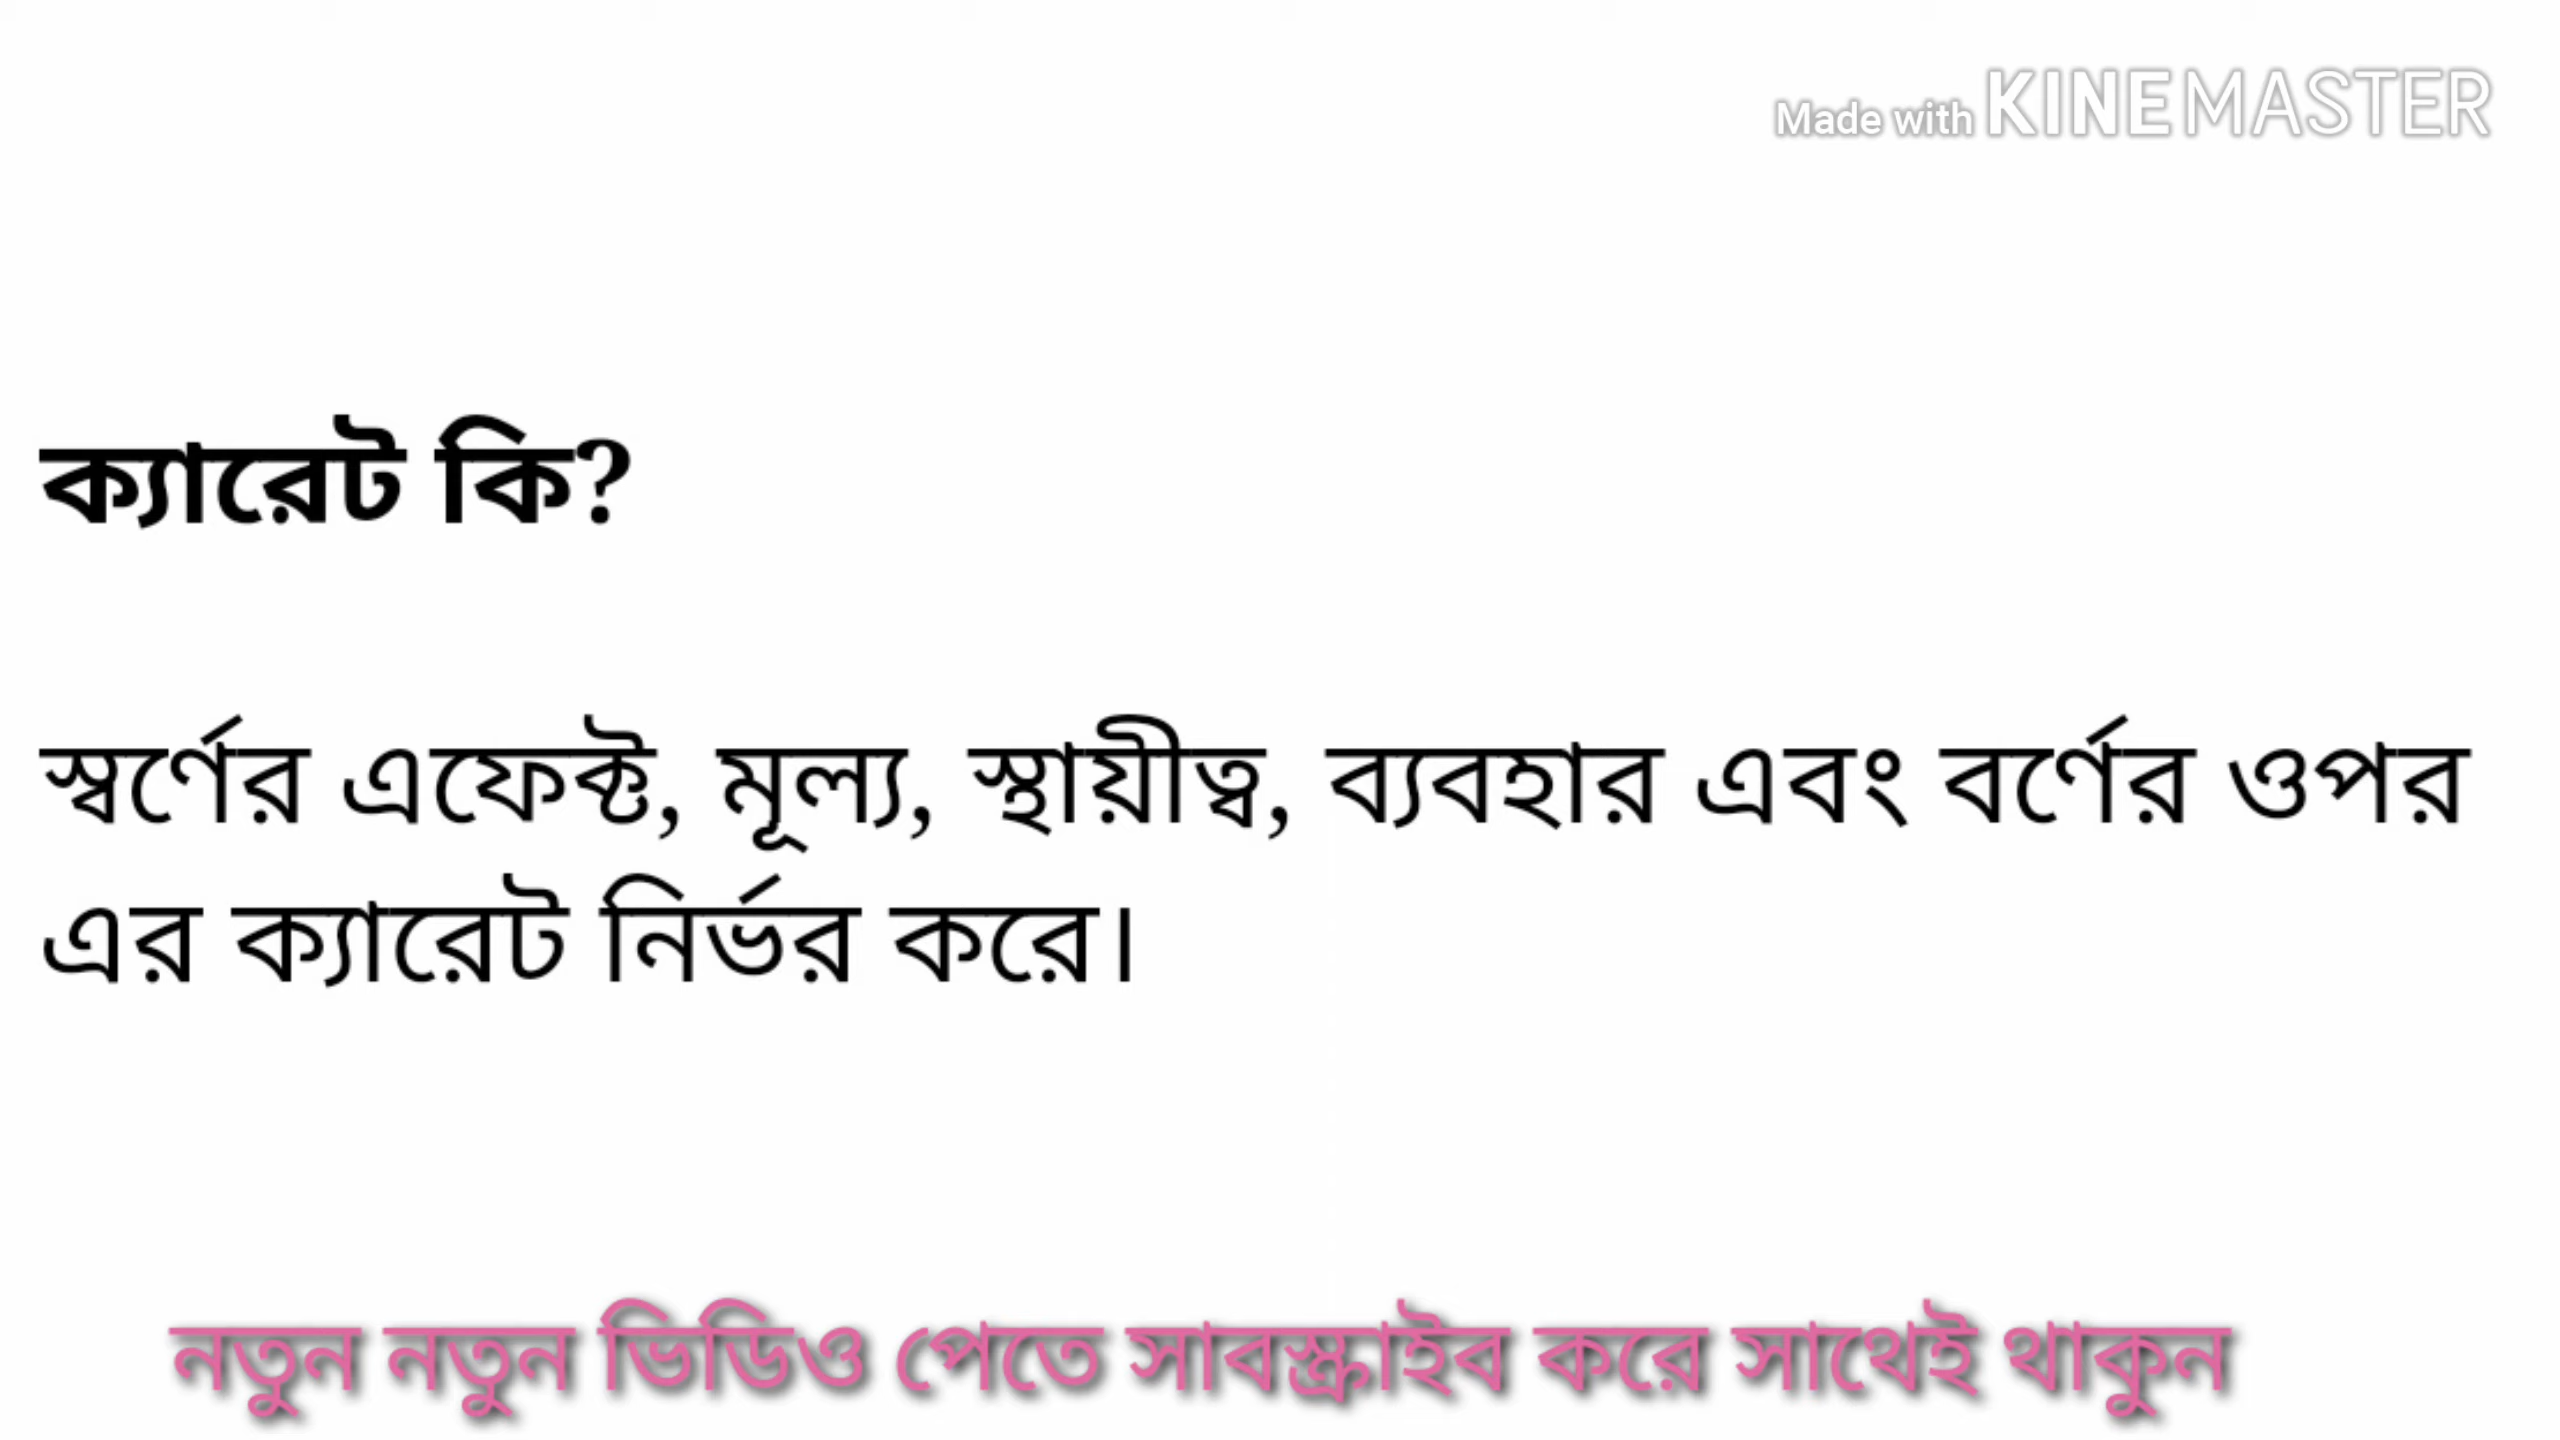 Made with KINEMASTER
ক্যারেট কি?
স্বর্ণের এফেক্ট, মূল্য, স্থায়ীত্ব, ব্যবহার এবং বর্ণের ওপর
এর ক্যারেট নির্ভর করে।
নতুন নতুন ভিডিও পেতে সাবস্ক্রাইব করে সাথেই থাকুন